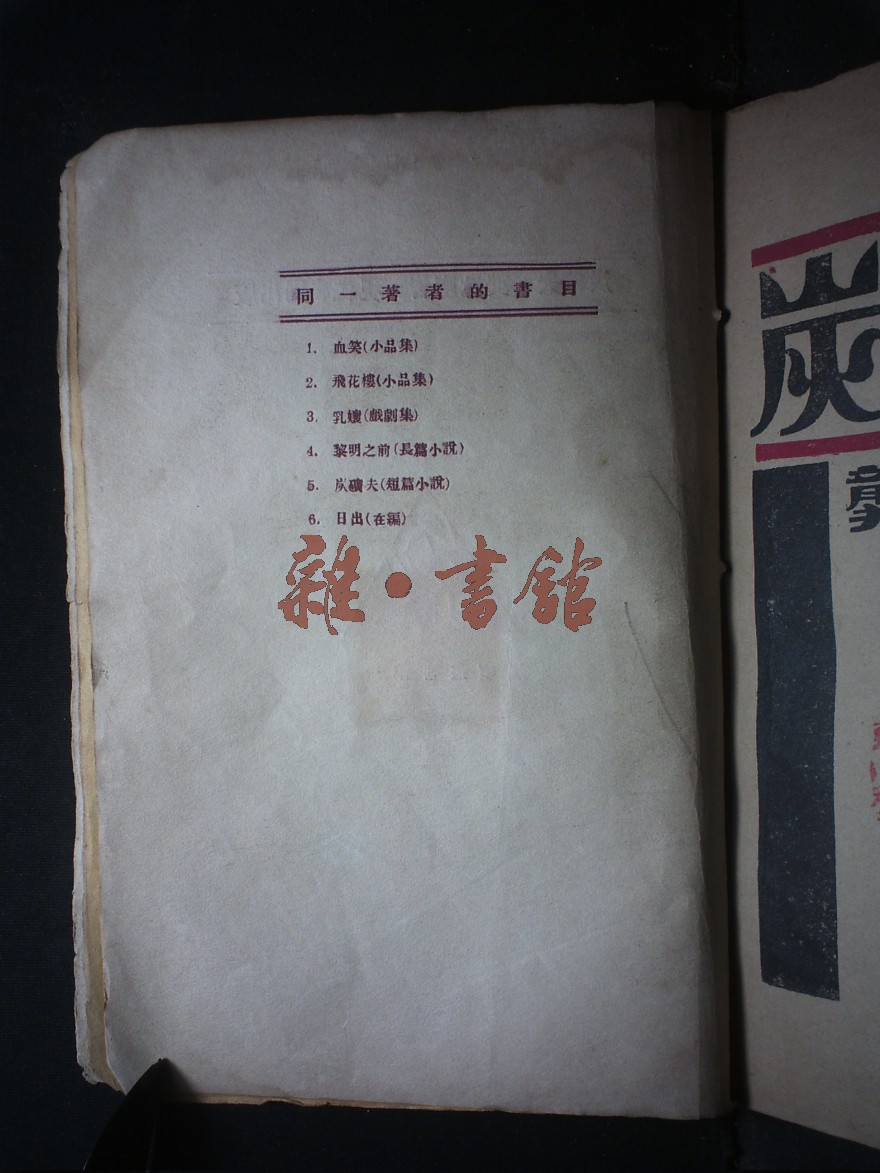 同一著者的書目
1. 血笑(小品集)
2. 飛花樓(小品集)
3. 乳孃(戲劇集)
4. 黎明之前(長篇小說)
5. 炭礦夫(短篇小說)
6. 日出(在編)
雜·書館
炭
龔